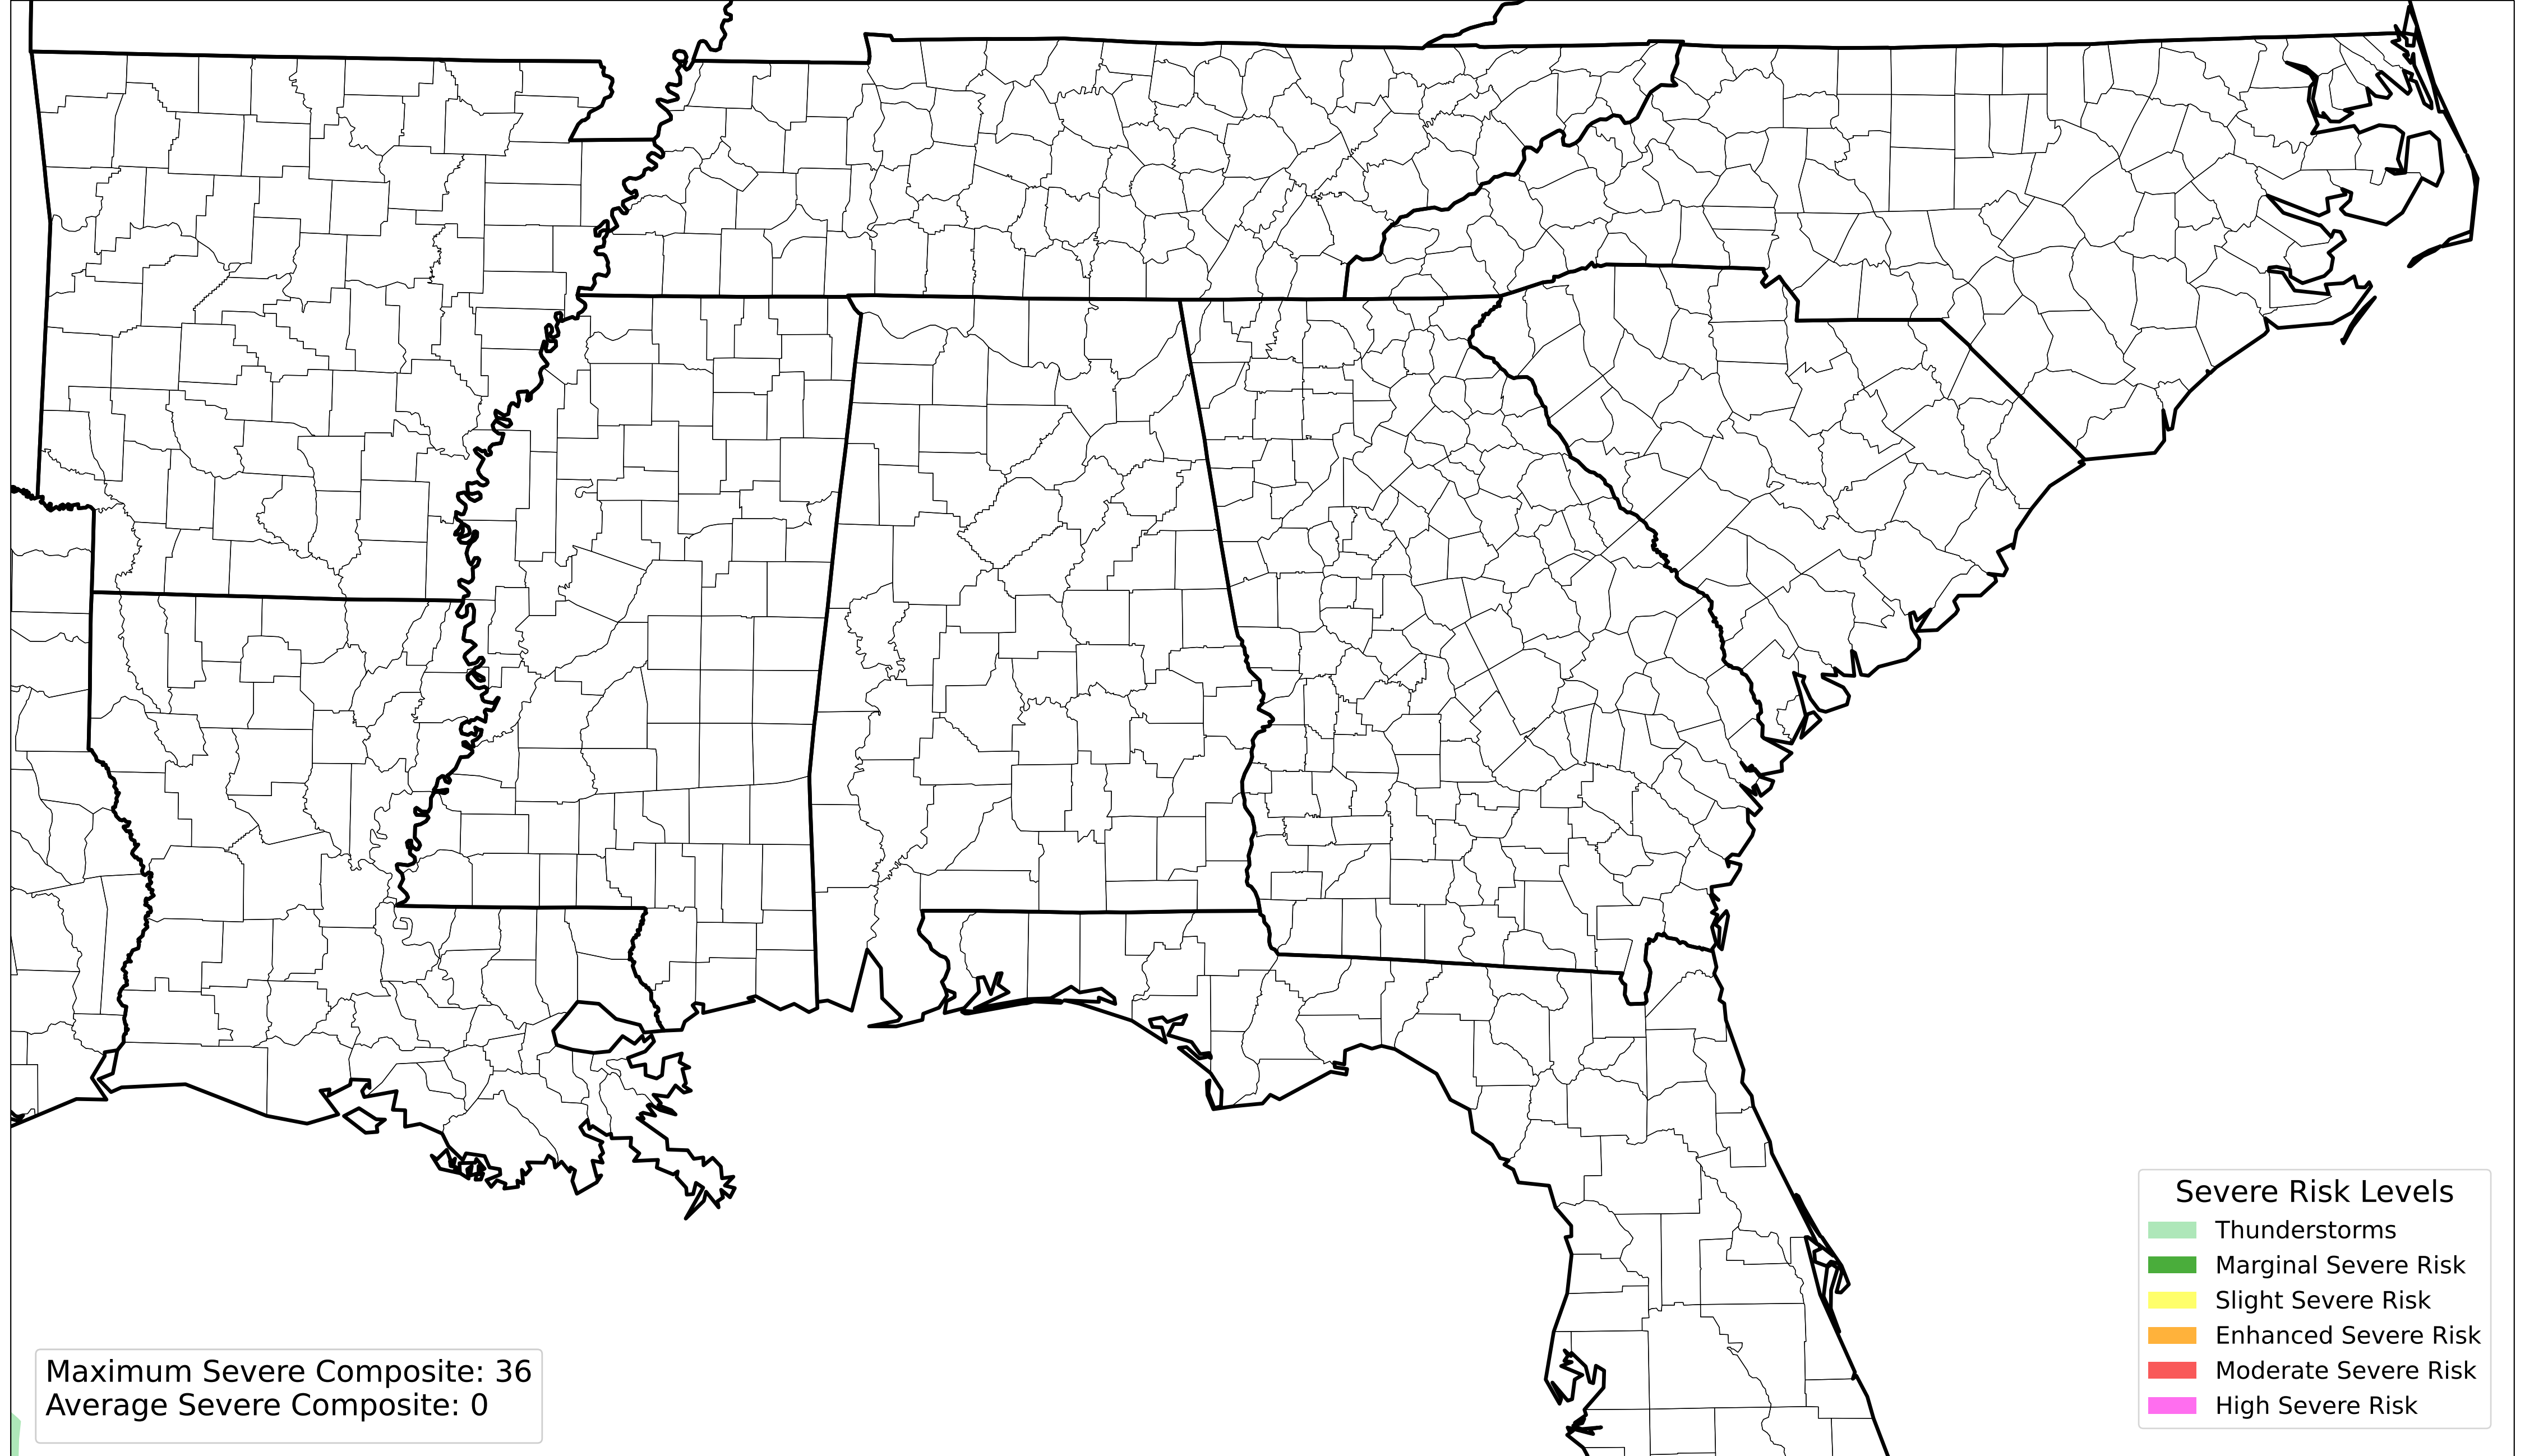 Maximum Severe Composite: 36
Average Severe Composite: 0
Severe Risk Levels
Thunderstorms
Marginal Severe Risk
Slight Severe Risk
Enhanced Severe Risk
Moderate Severe Risk
High Severe Risk